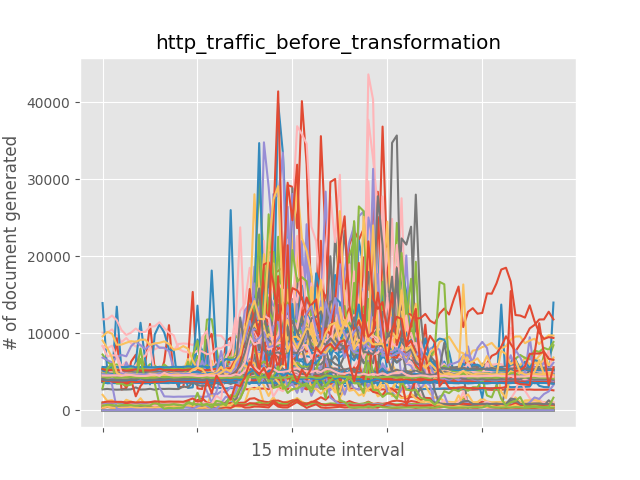 http_traffic_before_transformation
# of document generated
40000
30000
20000
10000
0
15 minute interval